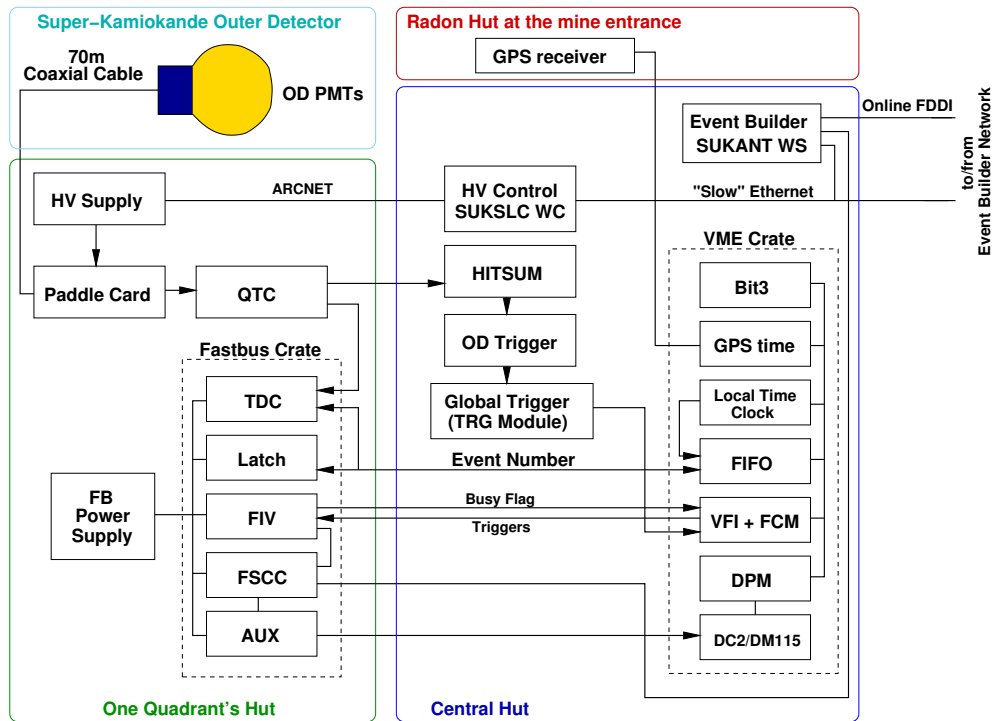 Super-Kamiokande Outer Detector
70m
Coaxial Cable
OD PMTs
Radon Hut at the mine entrance
GPS receiver
Event Builder
SUKANT WS
Online FDDI
to/from
Event Builder Network
HV Supply
ARCNET
HV Control
SUKSLC WC
"Slow" Ethernet
VME Crate
Paddle Card
QTC
HITSUM
Bit3
OD Trigger
GPS time
Fastbus Crate
TDC
Global Trigger
(TRG Module)
Local Time
Clock
Latch
Event Number
FIFO
FB
Power
Supply
FIV
Busy Flag
Triggers
VFI + FCM
FSCC
DPM
AUX
DC2/DM115
One Quadrant's Hut
Central Hut